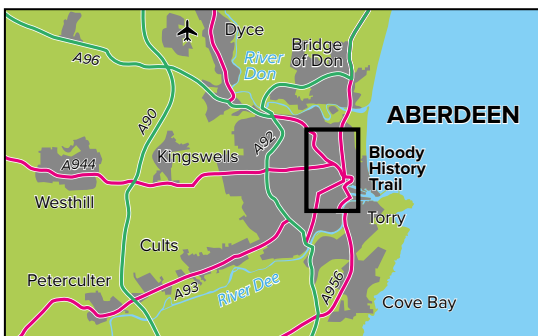 Dyce
Bridge
of Don
River
Don
A96
ABERDEEN
A90
A92
Bloody
History
Trail
Kingswells
A944
Westhill
Torry
Cults
Peterculter
A93
River Dee
A956
Cove Bay